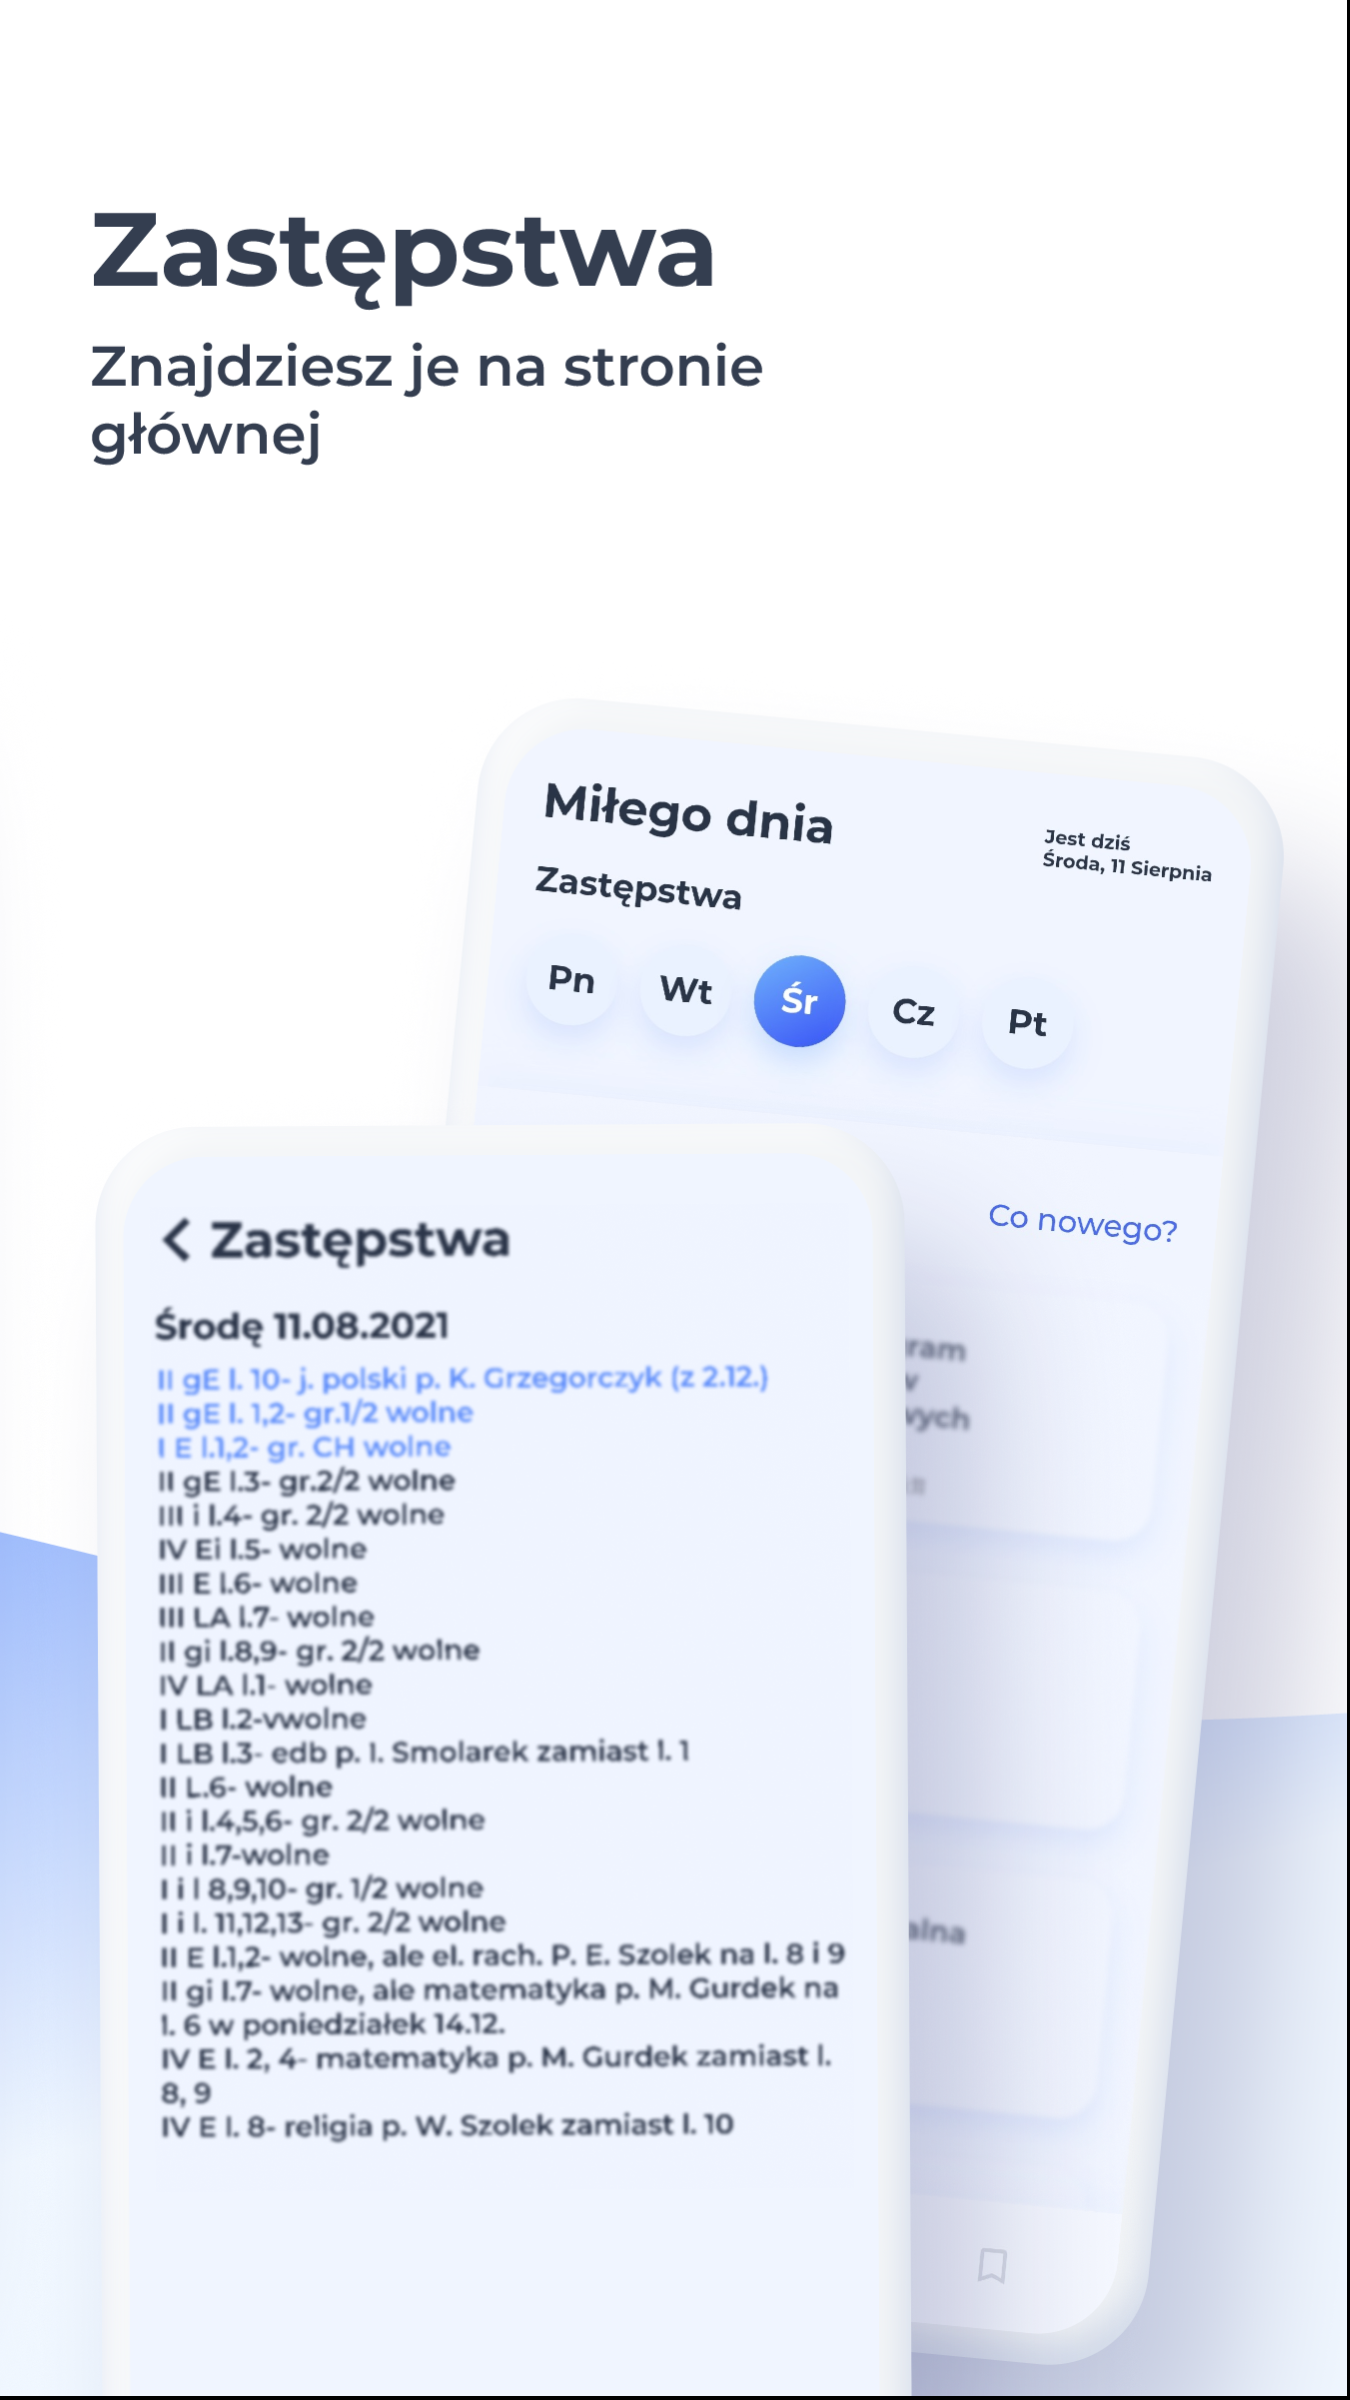 Zastępstwa
Znajdziesz je na stronie
głównej
Miłego dnia
Jest dziś
Środa, 11 Sierpnia
Zastępstwa
Pn Wt Śr Cz Pt
Co nowego?
Zastępstwa
Środę 11.08.2021
II gE l. 10- j. polski p. K. Grzegorczyk (z 2.12.)
II gE l. 1,2- gr.1/2 wolne
I E l.1,2- gr. CH wolne
II gE l.3- gr.2/2 wolne
III i l.4- gr. 2/2 wolne
IV Ei l.5- wolne
III E l.6- wolne
III LA l.7- wolne
II gi l.8,9- gr. 2/2 wolne
IV LA l.1- wolne
I LB l.2-vwolne
I LB l.3- edb p. I. Smolarek zamiast l. 1
II L.6- wolne
II i l.4,5,6- gr. 2/2 wolne
II i l.7-wolne
I i l 8,9,10- gr. 1/2 wolne
I i l. 11,12,13- gr. 2/2 wolne
II E l.1,2- wolne, ale el. rach. P. E. Szolek na l. 8 i 9
II gi l.7- wolne, ale matematyka p. M. Gurdek na
l. 6 w poniedziałek 14.12.
IV E l. 2, 4- matematyka p. M. Gurdek zamiast l.
8, 9
IV E l. 8- religia p. W. Szolek zamiast l. 10
ram
wych
alna